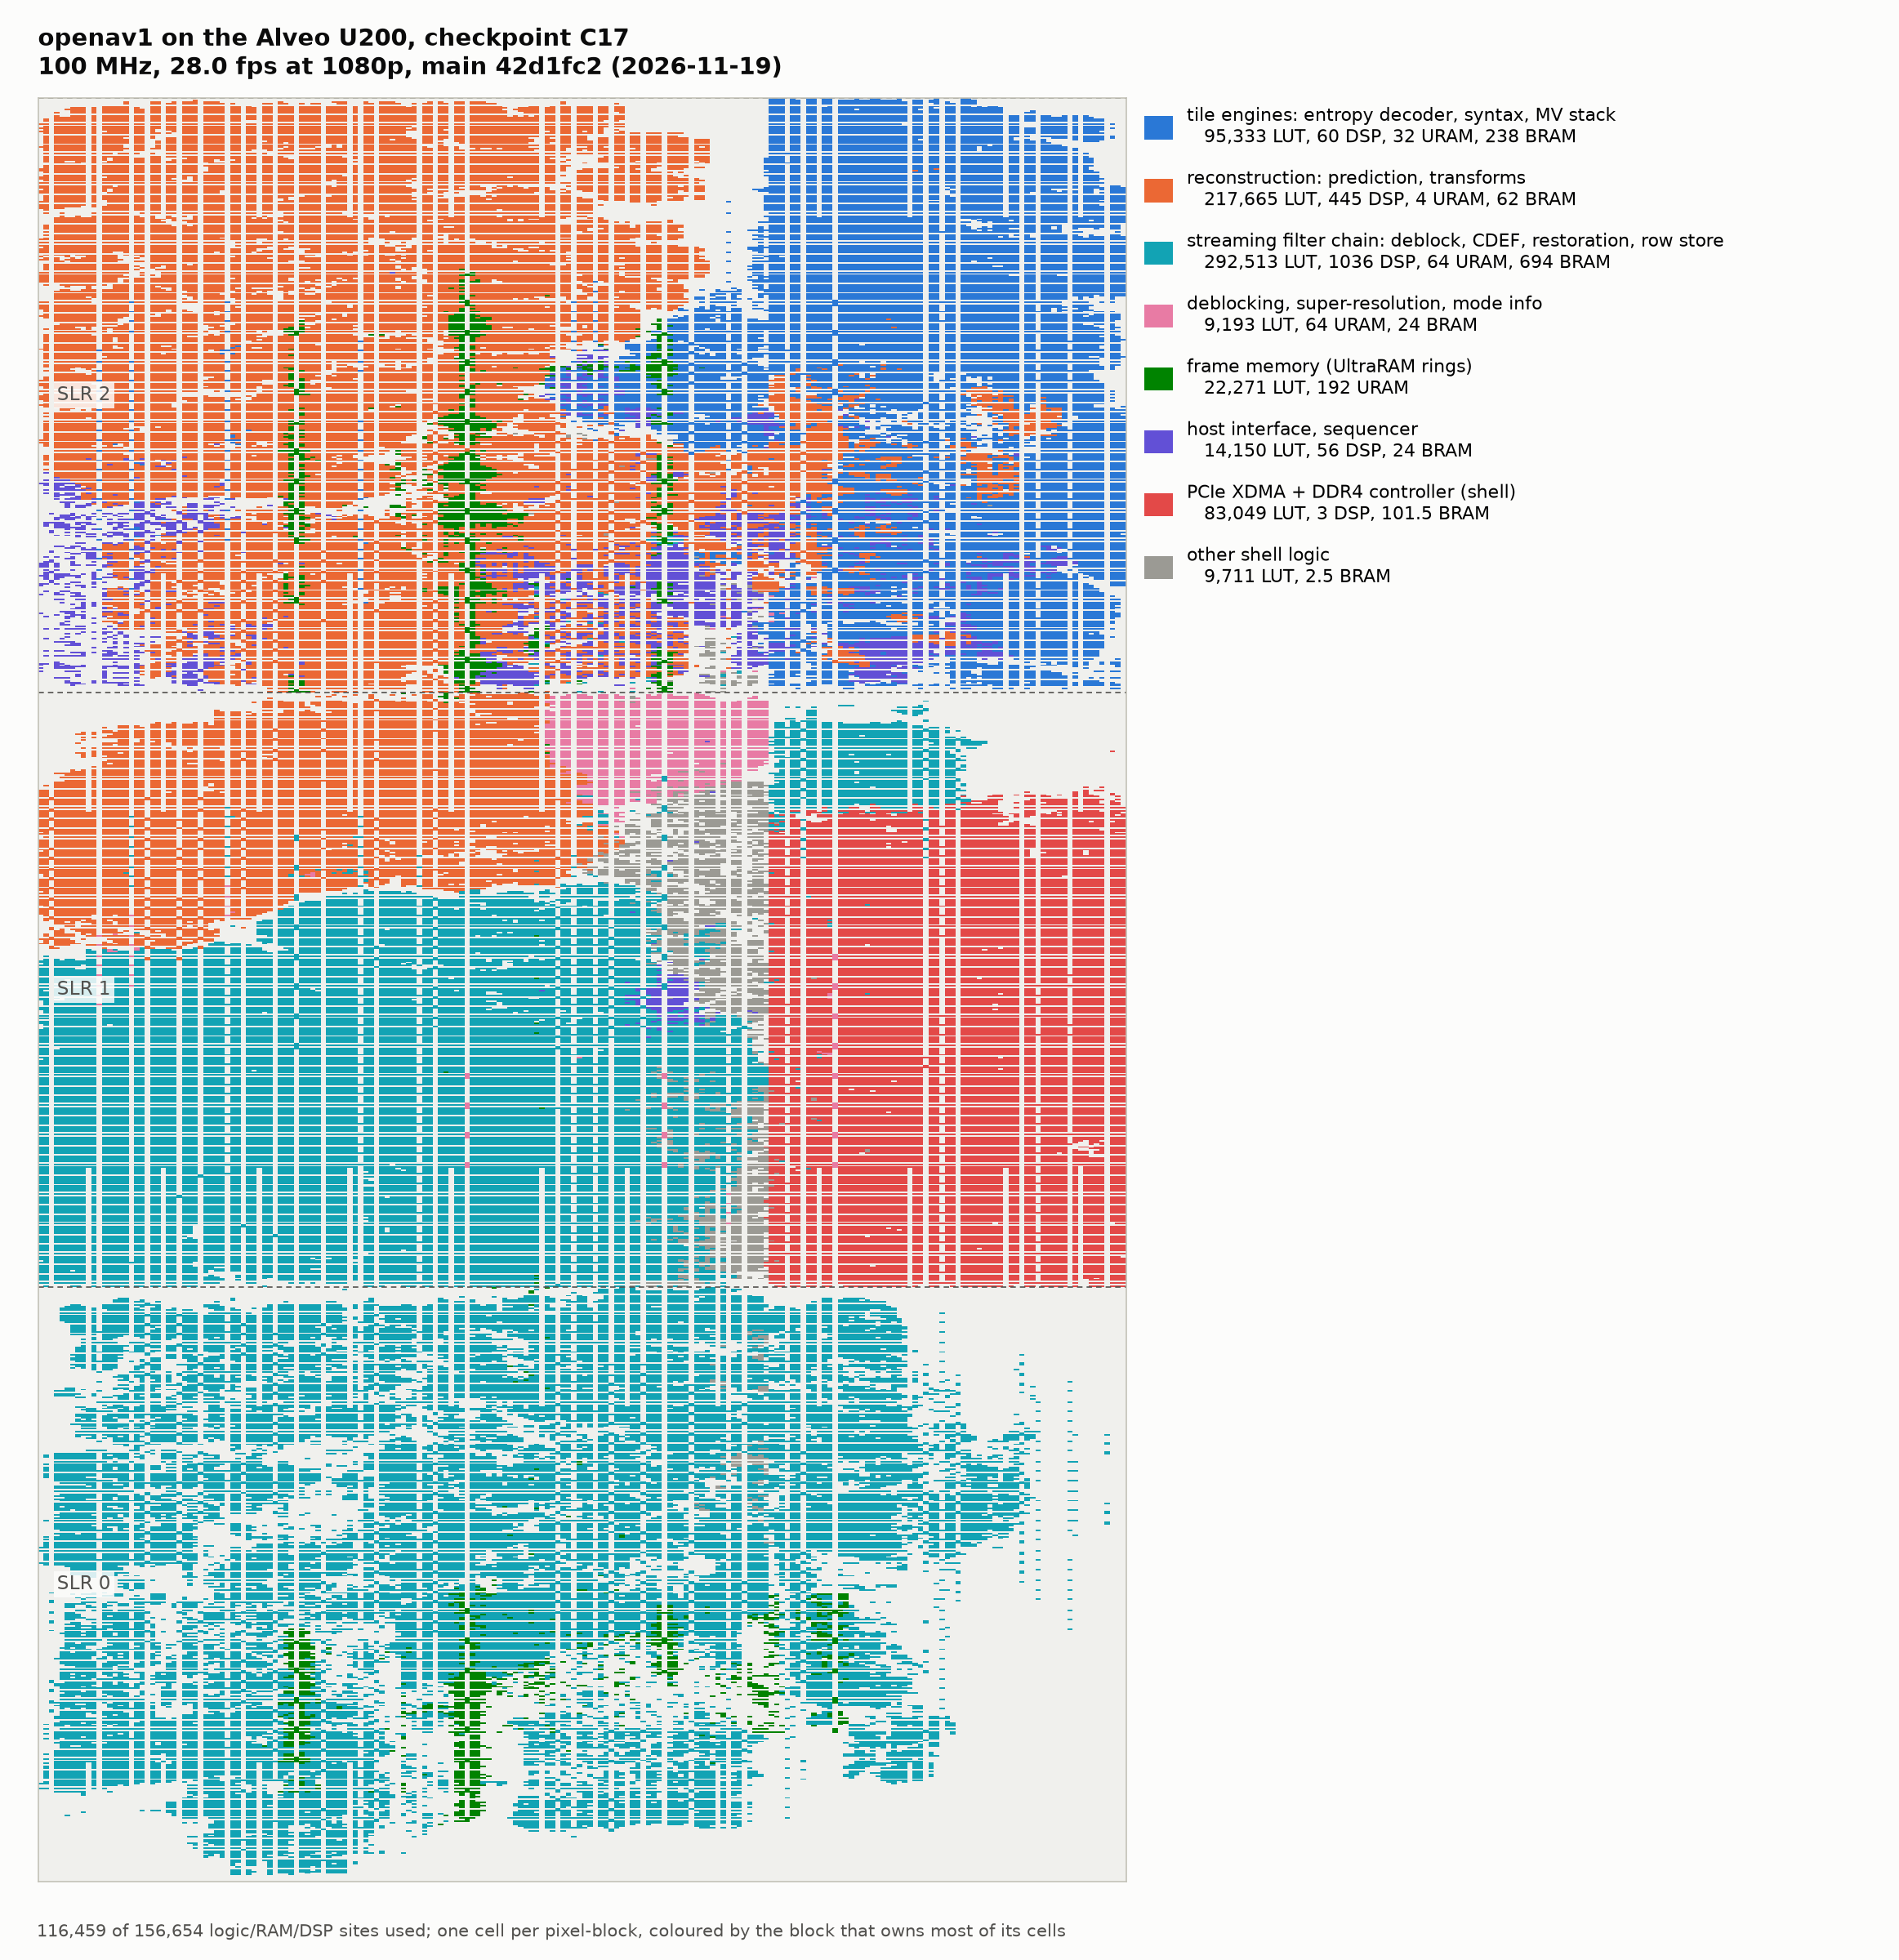 openav1 on the Alveo U200, checkpoint C17
100 MHz, 28.0 fps at 1080p, main 42d1fc2 (2026-11-19)
tile engines: entropy decoder, syntax, MV stack
95,333 LUT, 60 DSP, 32 URAM, 238 BRAM
reconstruction: prediction, transforms
217,665 LUT, 445 DSP, 4 URAM, 62 BRAM
streaming filter chain: deblock, CDEF, restoration, row store
292,513 LUT, 1036 DSP, 64 URAM, 694 BRAM
deblocking, super-resolution, mode info
9,193 LUT, 64 URAM, 24 BRAM
frame memory (UltraRAM rings)
22,271 LUT, 192 URAM
host interface, sequencer
14,150 LUT, 56 DSP, 24 BRAM
PCIe XDMA + DDR4 controller (shell)
83,049 LUT, 3 DSP, 101.5 BRAM
other shell logic
9,711 LUT, 2.5 BRAM
SLR 2
SLR 1
SLR 0
116,459 of 156,654 logic/RAM/DSP sites used; one cell per pixel-block, coloured by the block that owns most of its cells